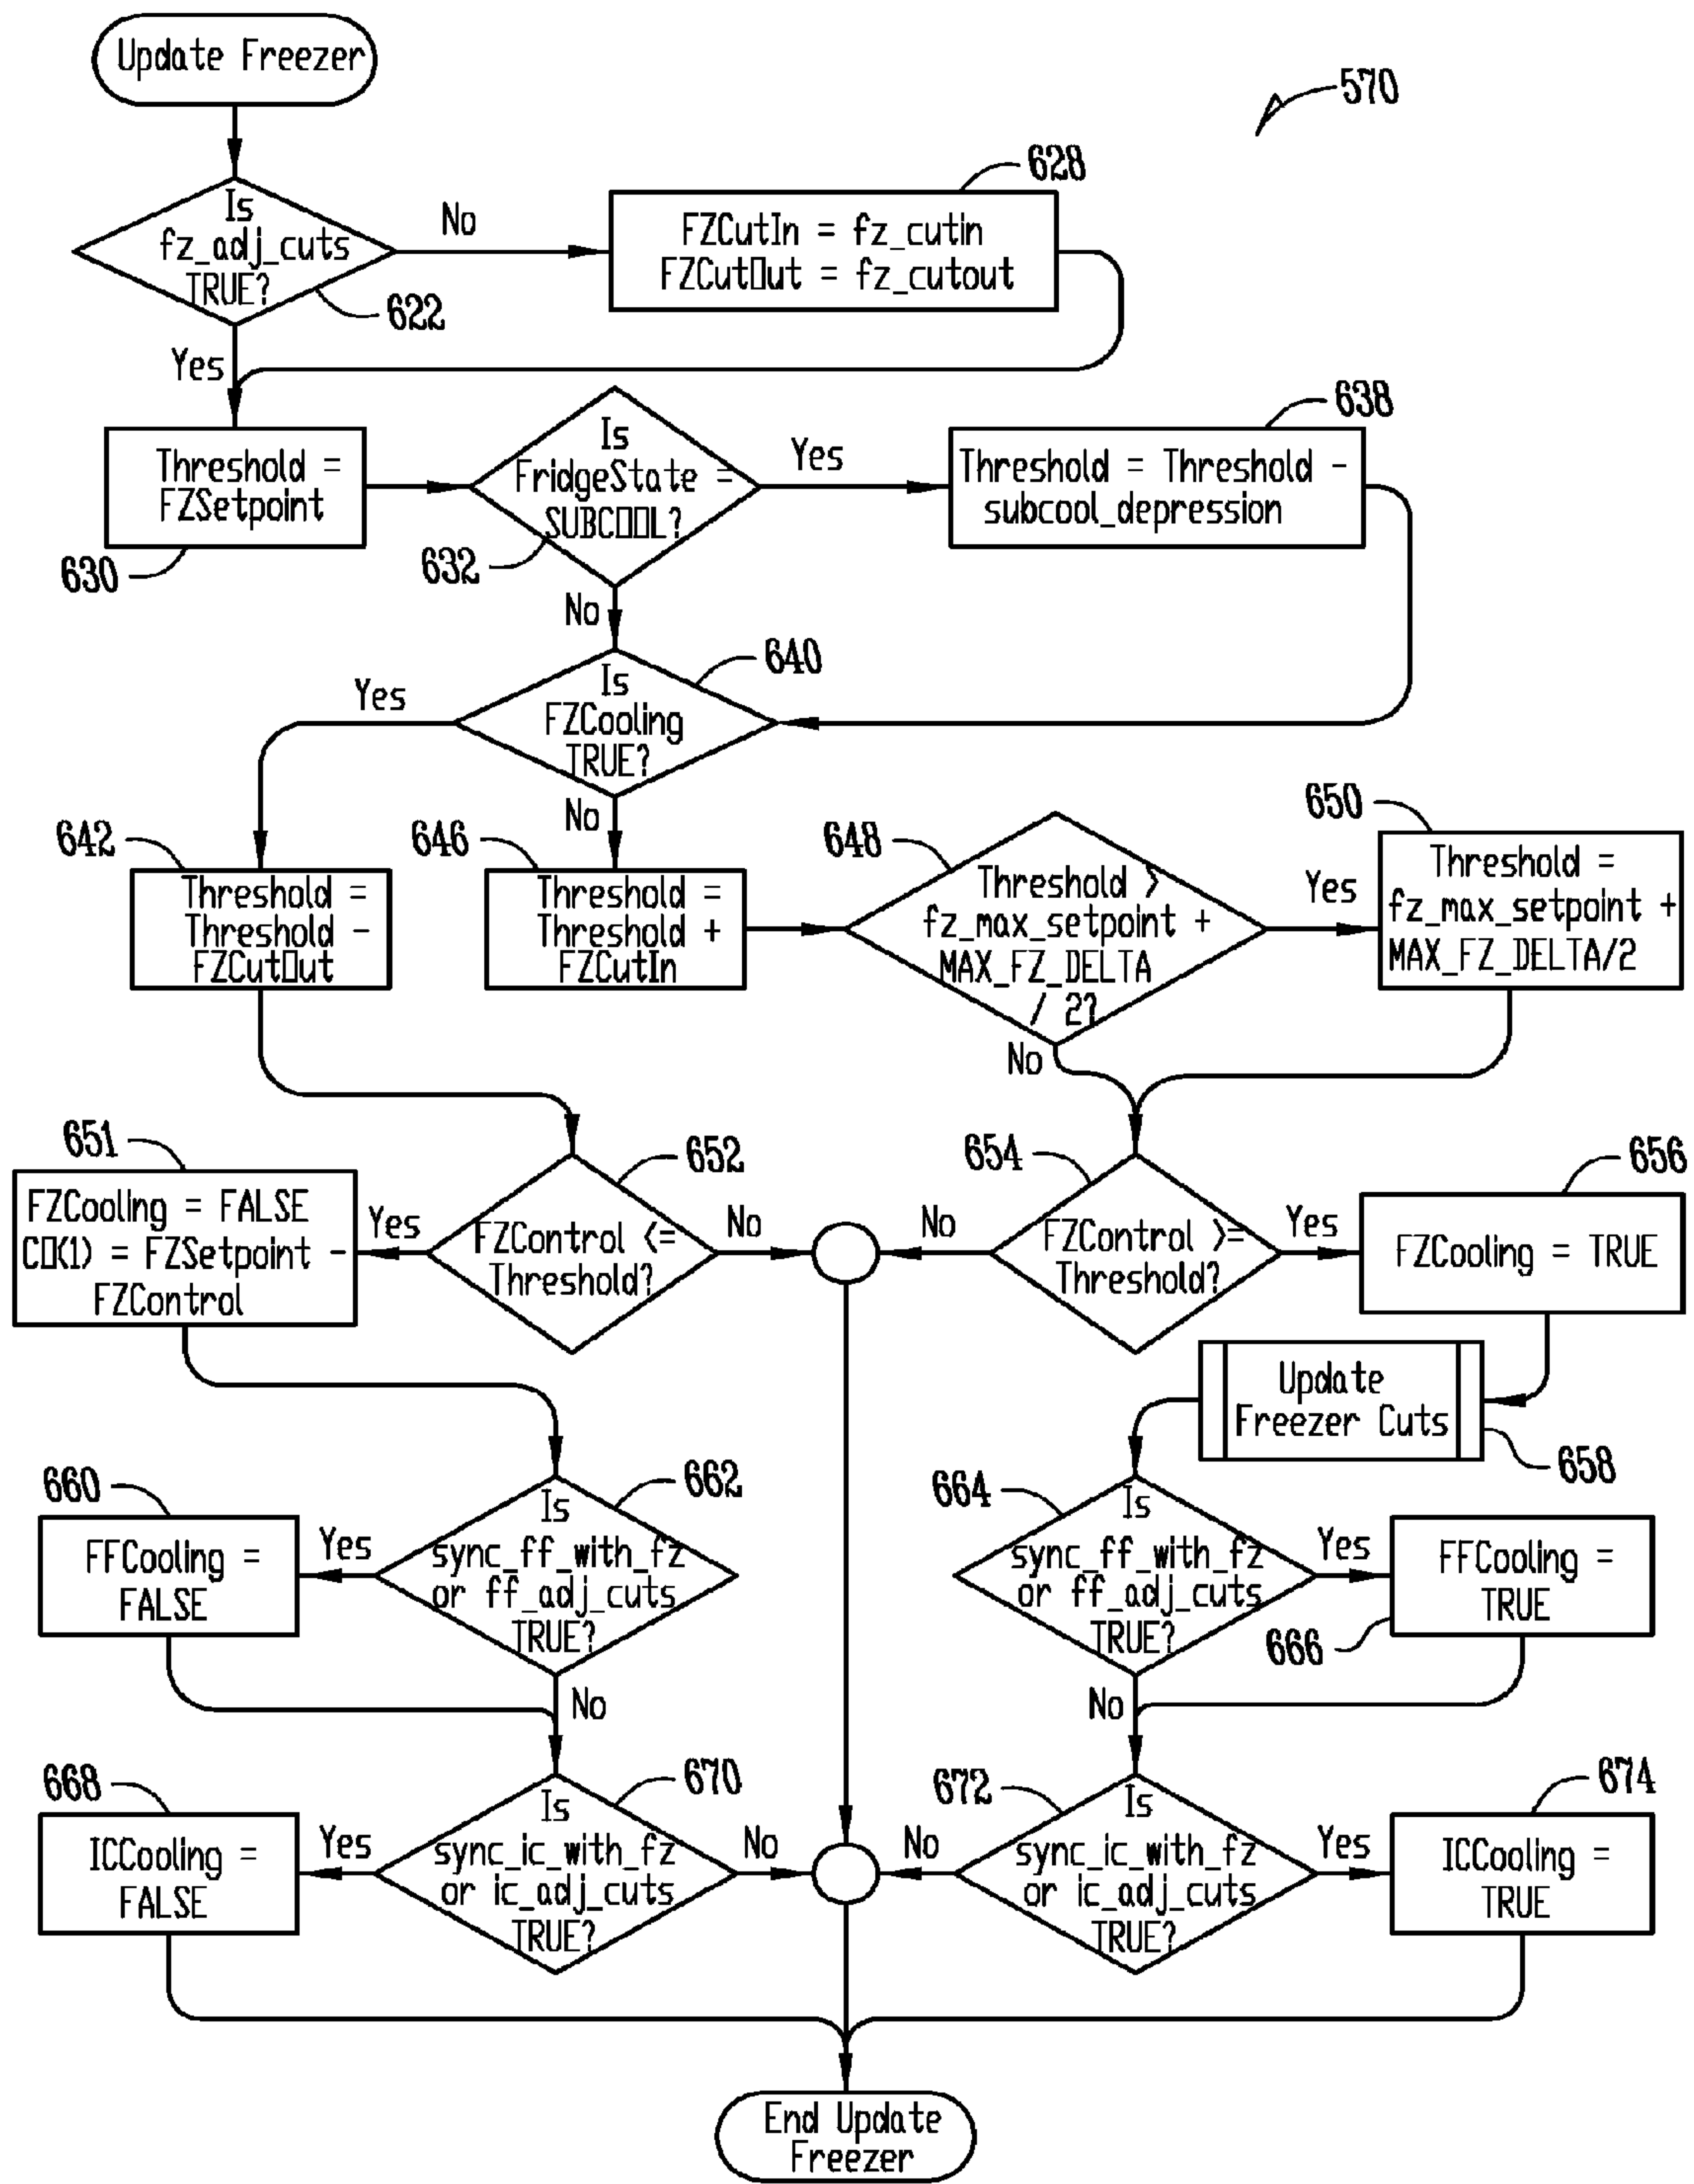 Update Freezer
570
Is
fz_adj_cuts
TRUE?
622
No
Yes
628
FZCutIn = fz_cutin
FZCutOut = fz_cutout
Threshold =
FZSetpoint
630
Is
FridgeState =
SUBCOOL?
632
Yes
No
638
Threshold = Threshold -
subcool_depression
640
Is
FZCooling
TRUE?
Yes
No
642
Threshold =
Threshold -
FZCutOut
646
Threshold =
Threshold +
FZCutIn
648
Threshold >
fz_max_setpoint +
MAX_FZ_DELTA
/ 2?
Yes
No
650
Threshold =
fz_max_setpoint +
MAX_FZ_DELTA/2
651
FZCooling = FALSE
CO(1) = FZSetpoint -
FZControl
Yes
652
FZControl <=
Threshold?
No
654
No
FZControl >=
Threshold?
Yes
656
FZCooling = TRUE
Update
Freezer Cuts
658
660
FFCooling =
FALSE
Yes
662
Is
sync_ff_with_fz
or ff_adj_cuts
TRUE?
No
664
Is
sync_ff_with_fz
or ff_adj_cuts
TRUE?
Yes
No
FFCooling =
TRUE
666
668
ICCooling =
FALSE
Yes
670
Is
sync_ic_with_fz
or ic_adj_cuts
TRUE?
No
672
No
Is
sync_ic_with_fz
or ic_adj_cuts
TRUE?
Yes
674
ICCooling =
TRUE
End Update
Freezer